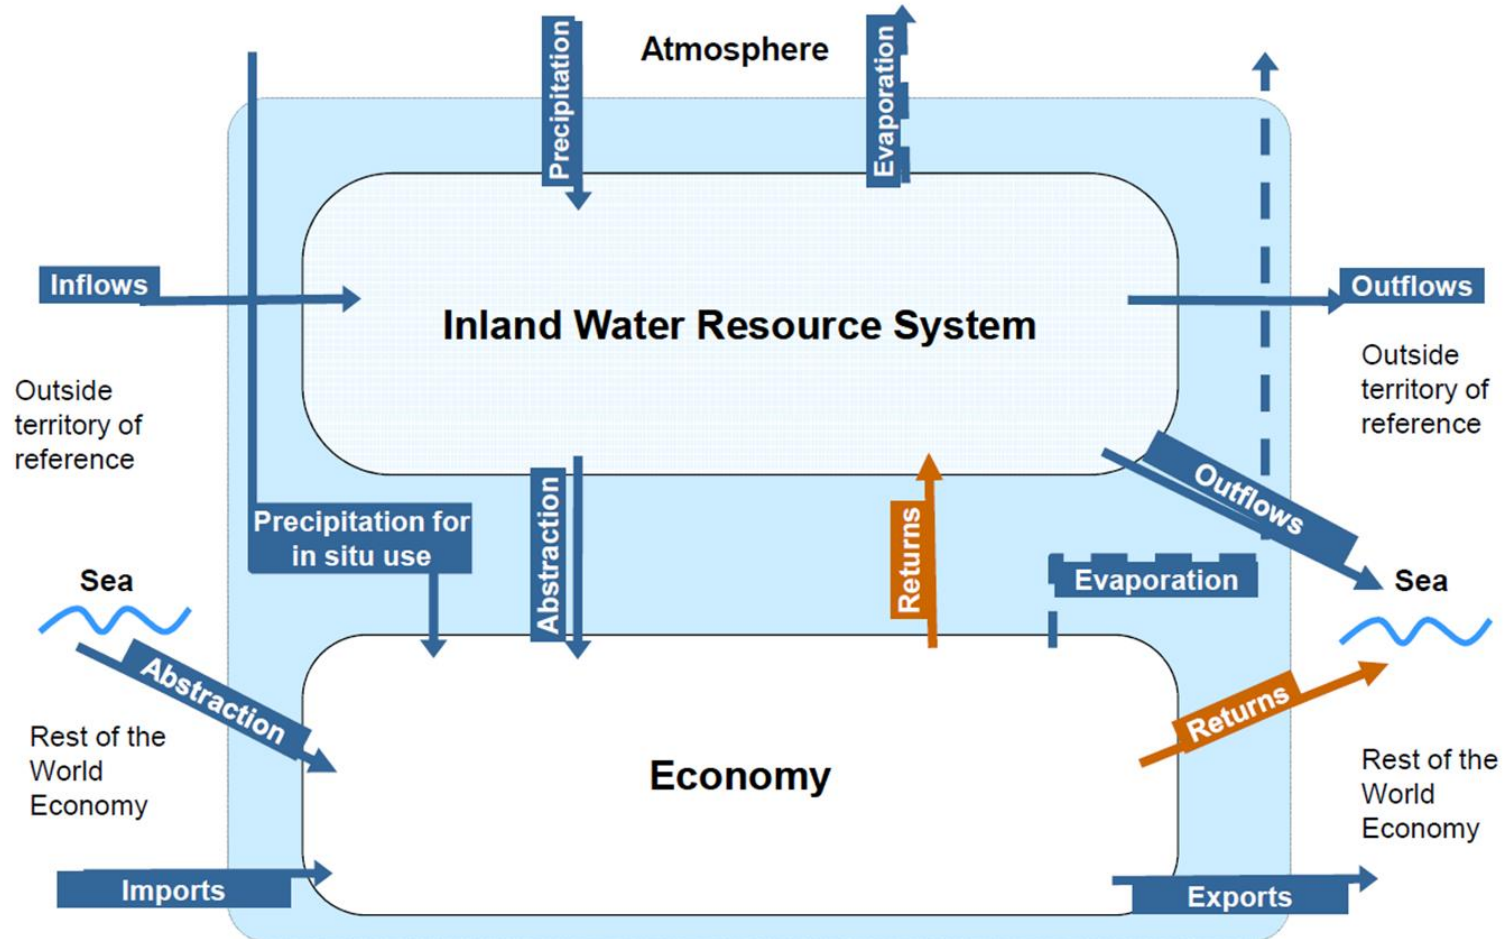 Atmosphere
Precipitation
Evaporation
Inflows
Outflows
Inland Water Resource System
Outside
territory of
reference
Outside
territory of
reference
Outflows
Precipitation for
in situ use
Abstraction
Returns
Evaporation
Sea
Sea
Abstraction
Returns
Rest of the
World
Economy
Economy
Rest of the
World
Economy
Imports
Exports